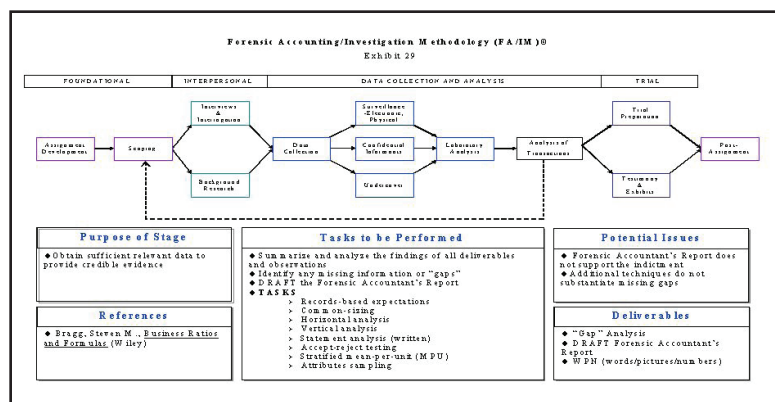 Forensic Accounting/Investigation Methodology (FA/IM)®
Exhibit 29
FOUNDATIONAL
INTERPERSONAL
DATA COLLECTION AND ANALYSIS
TRIAL
Assignment
Development
Scoping
Interviews
&
Interrogation
Background
Research
Data
Collection
Surveillance
-Electronic,
Physical
Confidential
Informants
Undercover
Laboratory
Analysis
Analysis of
Transactions
Trial
Preparation
Testimony
&
Exhibits
Post-
Assignment
Purpose of Stage
◆Obtain sufficient relevant data to
provide credible evidence
References
◆ Bragg, Steven M., Business Ratios
and Formulas (Wiley)
Tasks to be Performed
◆Summarize and analyze the findings of all deliverables
and observations
◆Identify any missing information or “gaps”
◆DRAFT the Forensic Accountant's Report
◆TASKS
➢ Records-based expectations
➢ Common-sizing
➢ Horizontal analysis
➢ Vertical analysis
➢ Statement analysis (written)
➢ Accept-reject testing
➢ Stratified mean-per-unit (MPU)
➢ Attributes sampling
Potential Issues
◆ Forensic Accountant's Report does
not support the indictment
◆Additional techniques do not
substantiate missing gaps
Deliverables
◆ “Gap” Analysis
◆ DRAFT Forensic Accountant's
Report
◆ WPN (words/pictures/numbers)